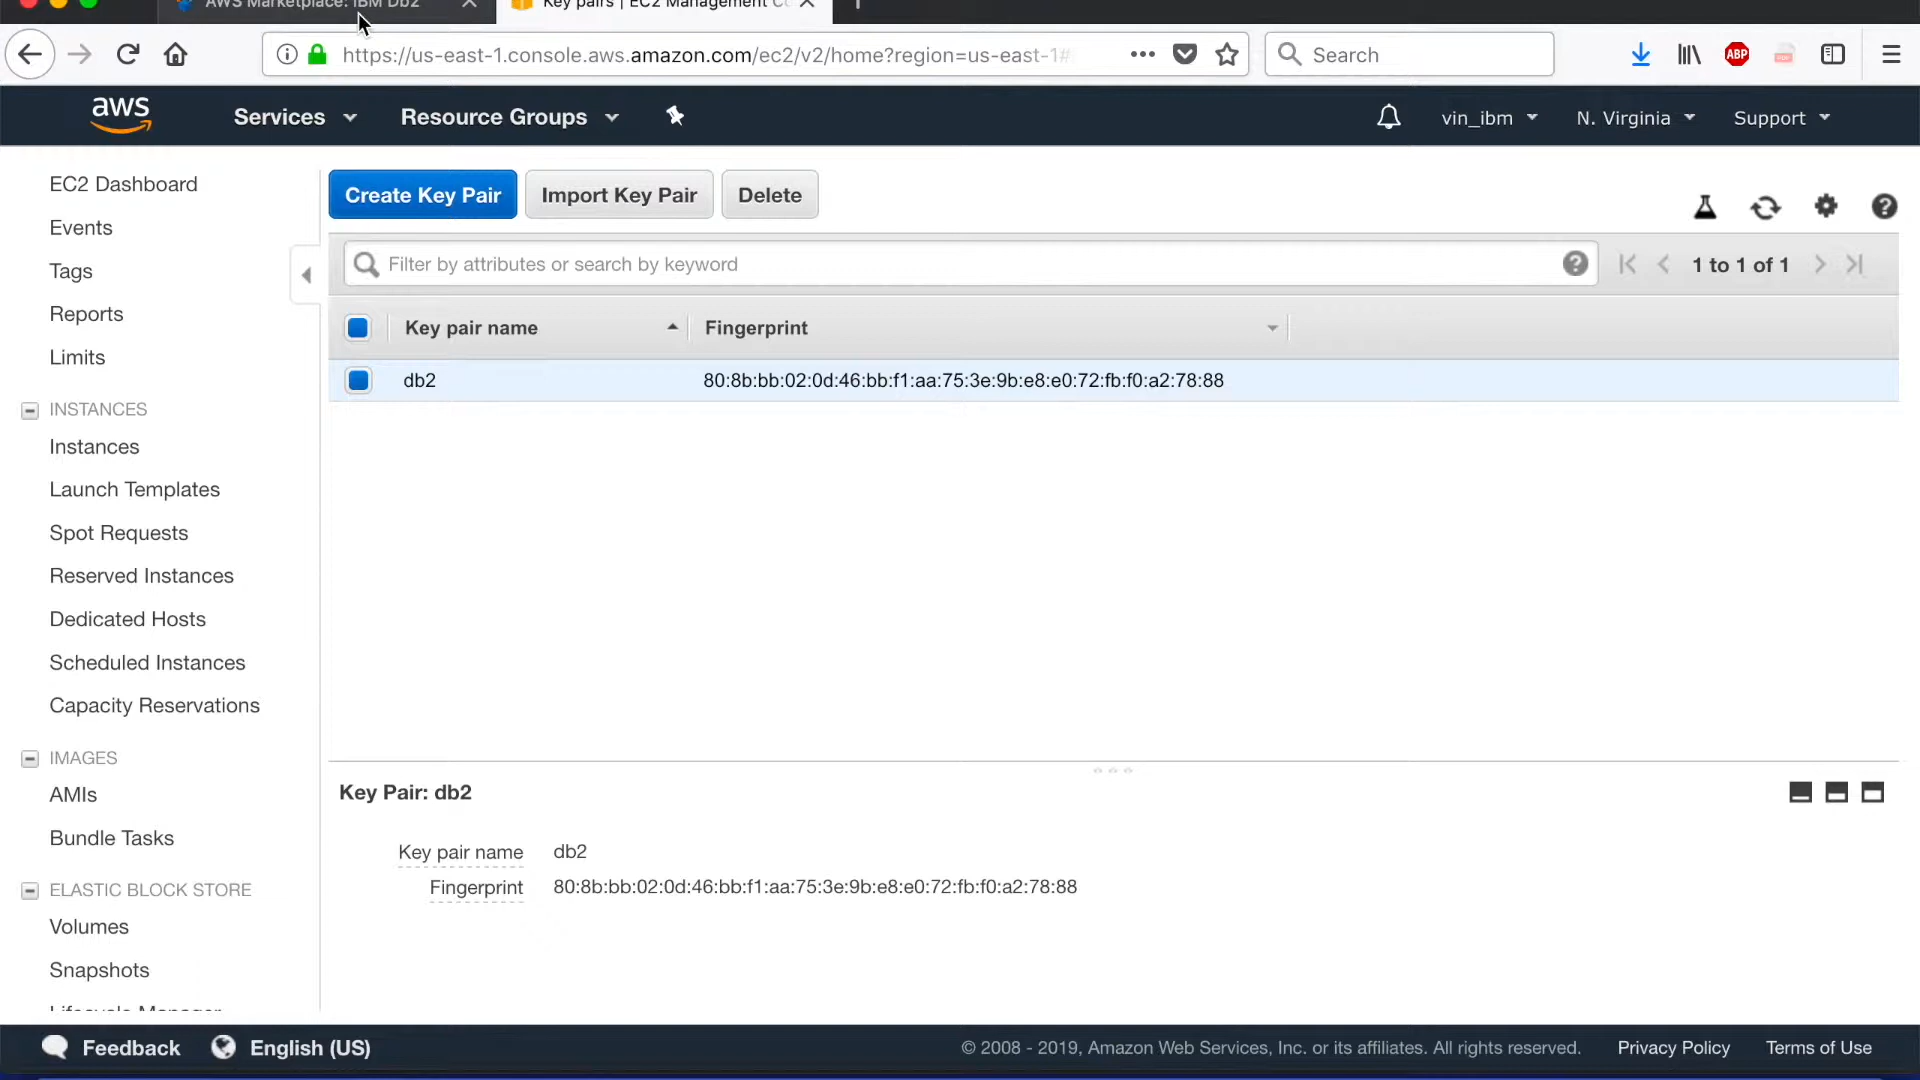 AWS Marketplace: IBM Db2
Key pairs | EC2 Management Co
https://us-east-1.console.aws.amazon.com/ec2/v2/home?region=us-east-1#
Search
ABP
aws
Services
Resource Groups
vin_ibm
N. Virginia
Support
EC2 Dashboard
Events
Tags
Reports
Limits
INSTANCES
Instances
Launch Templates
Spot Requests
Reserved Instances
Dedicated Hosts
Scheduled Instances
Capacity Reservations
IMAGES
AMIs
Bundle Tasks
ELASTIC BLOCK STORE
Volumes
Snapshots
Lifecycle Manager
Create Key Pair
Import Key Pair
Delete
Filter by attributes or search by keyword
1 to 1 of 1
Key pair name
Fingerprint
db2
80:8b:bb:02:0d:46:bb:f1:aa:75:3e:9b:e8:e0:72:fb:f0:a2:78:88
Key Pair: db2
Key pair name db2
Fingerprint 80:8b:bb:02:0d:46:bb:f1:aa:75:3e:9b:e8:e0:72:fb:f0:a2:78:88
Feedback
English (US)
© 2008 - 2019, Amazon Web Services, Inc. or its affiliates. All rights reserved.
Privacy Policy
Terms of Use